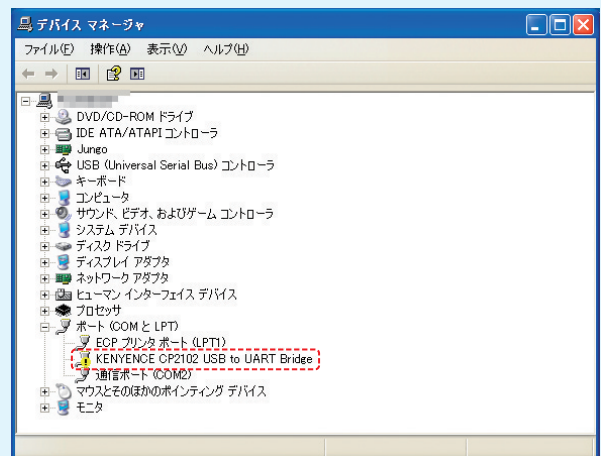 デバイス マネージャ
ファイル(F) 操作(A) 表示(V) ヘルプ(H)
DVD/CD-ROM ドライブ
IDE ATA/ATAPI コントローラ
Jungo
USB (Universal Serial Bus) コントローラ
キーボード
コンピュータ
サウンド、ビデオ、およびゲーム コントローラ
システム デバイス
ディスク ドライブ
ディスプレイ アダプタ
ネットワーク アダプタ
ヒューマン インターフェイス デバイス
プロセッサ
ポート (COM と LPT)
ECP プリンタ ポート (LPT1)
KENYENCE CP2102 USB to UART Bridge
通信ポート (COM2)
マウスとそのほかのポインティング デバイス
モニタ